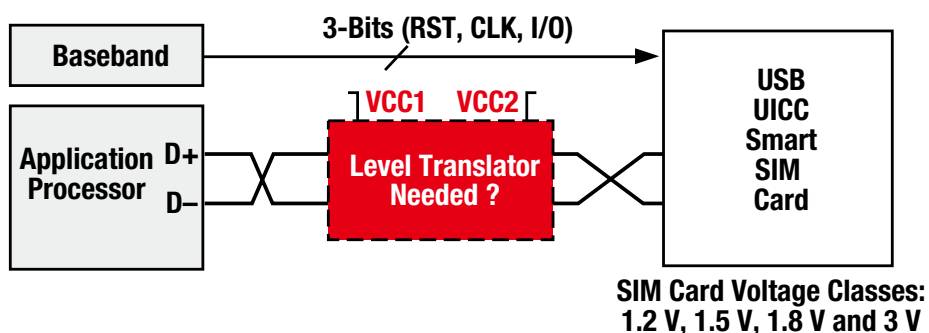 3-Bits (RST, CLK, I/O)
Baseband
VCC1 VCC2
Application
Processor
D+
D–
Level Translator
Needed ?
USB
UICC
Smart
SIM
Card
SIM Card Voltage Classes:
1.2 V, 1.5 V, 1.8 V and 3 V